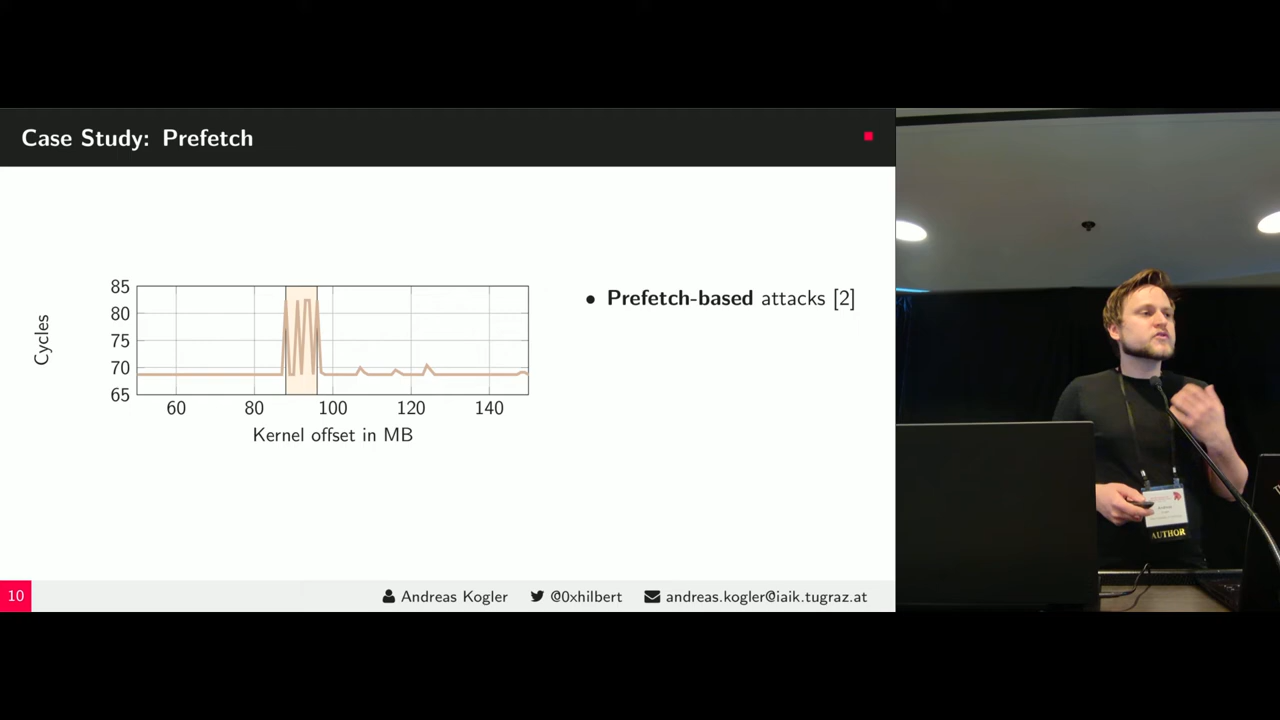 Case Study: Prefetch
85
80
75
70
65
Cycles
60 80 100 120 140
Kernel offset in MB
• Prefetch-based attacks [2]
AUTHOR
10
Andreas Kogler @0xhilbert andreas.kogler@iaik.tugraz.at